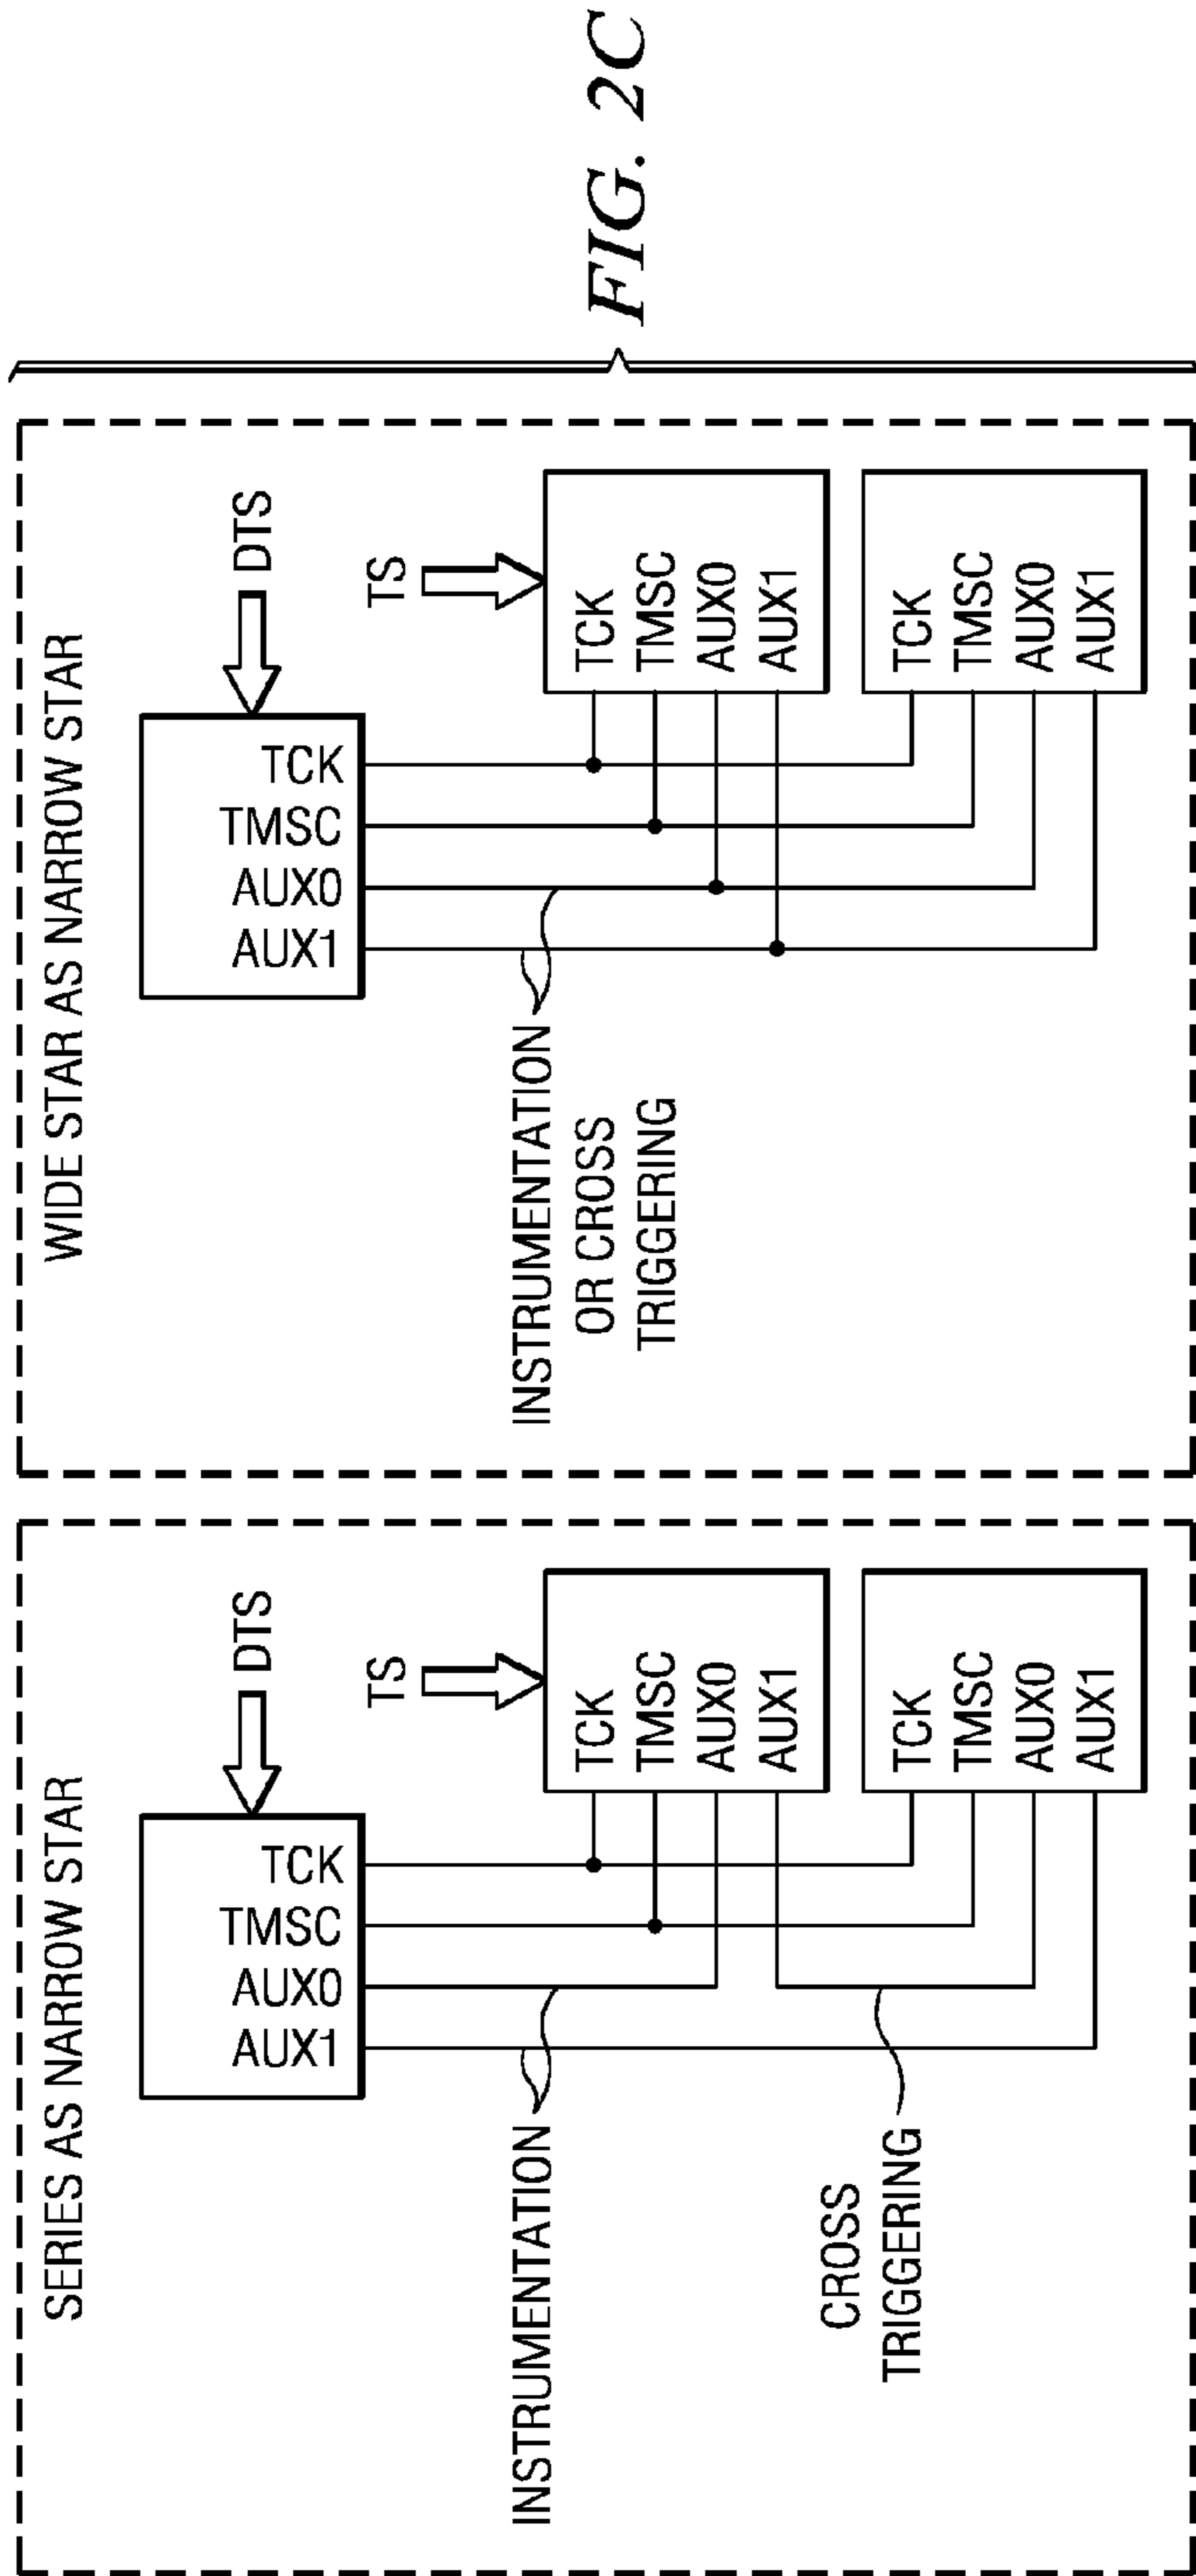 SERIES AS NARROW STAR
DTS
TCK
TMSC
AUX0
AUX1
TS
TCK
TMSC
AUX0
AUX1
INSTRUMENTATION
TCK
TMSC
AUX0
AUX1
CROSS
TRIGGERING
WIDE STAR AS NARROW STAR
DTS
TCK
TMSC
AUX0
AUX1
TS
TCK
TMSC
AUX0
AUX1
INSTRUMENTATION
OR CROSS
TRIGGERING
TCK
TMSC
AUX0
AUX1
FIG. 2C